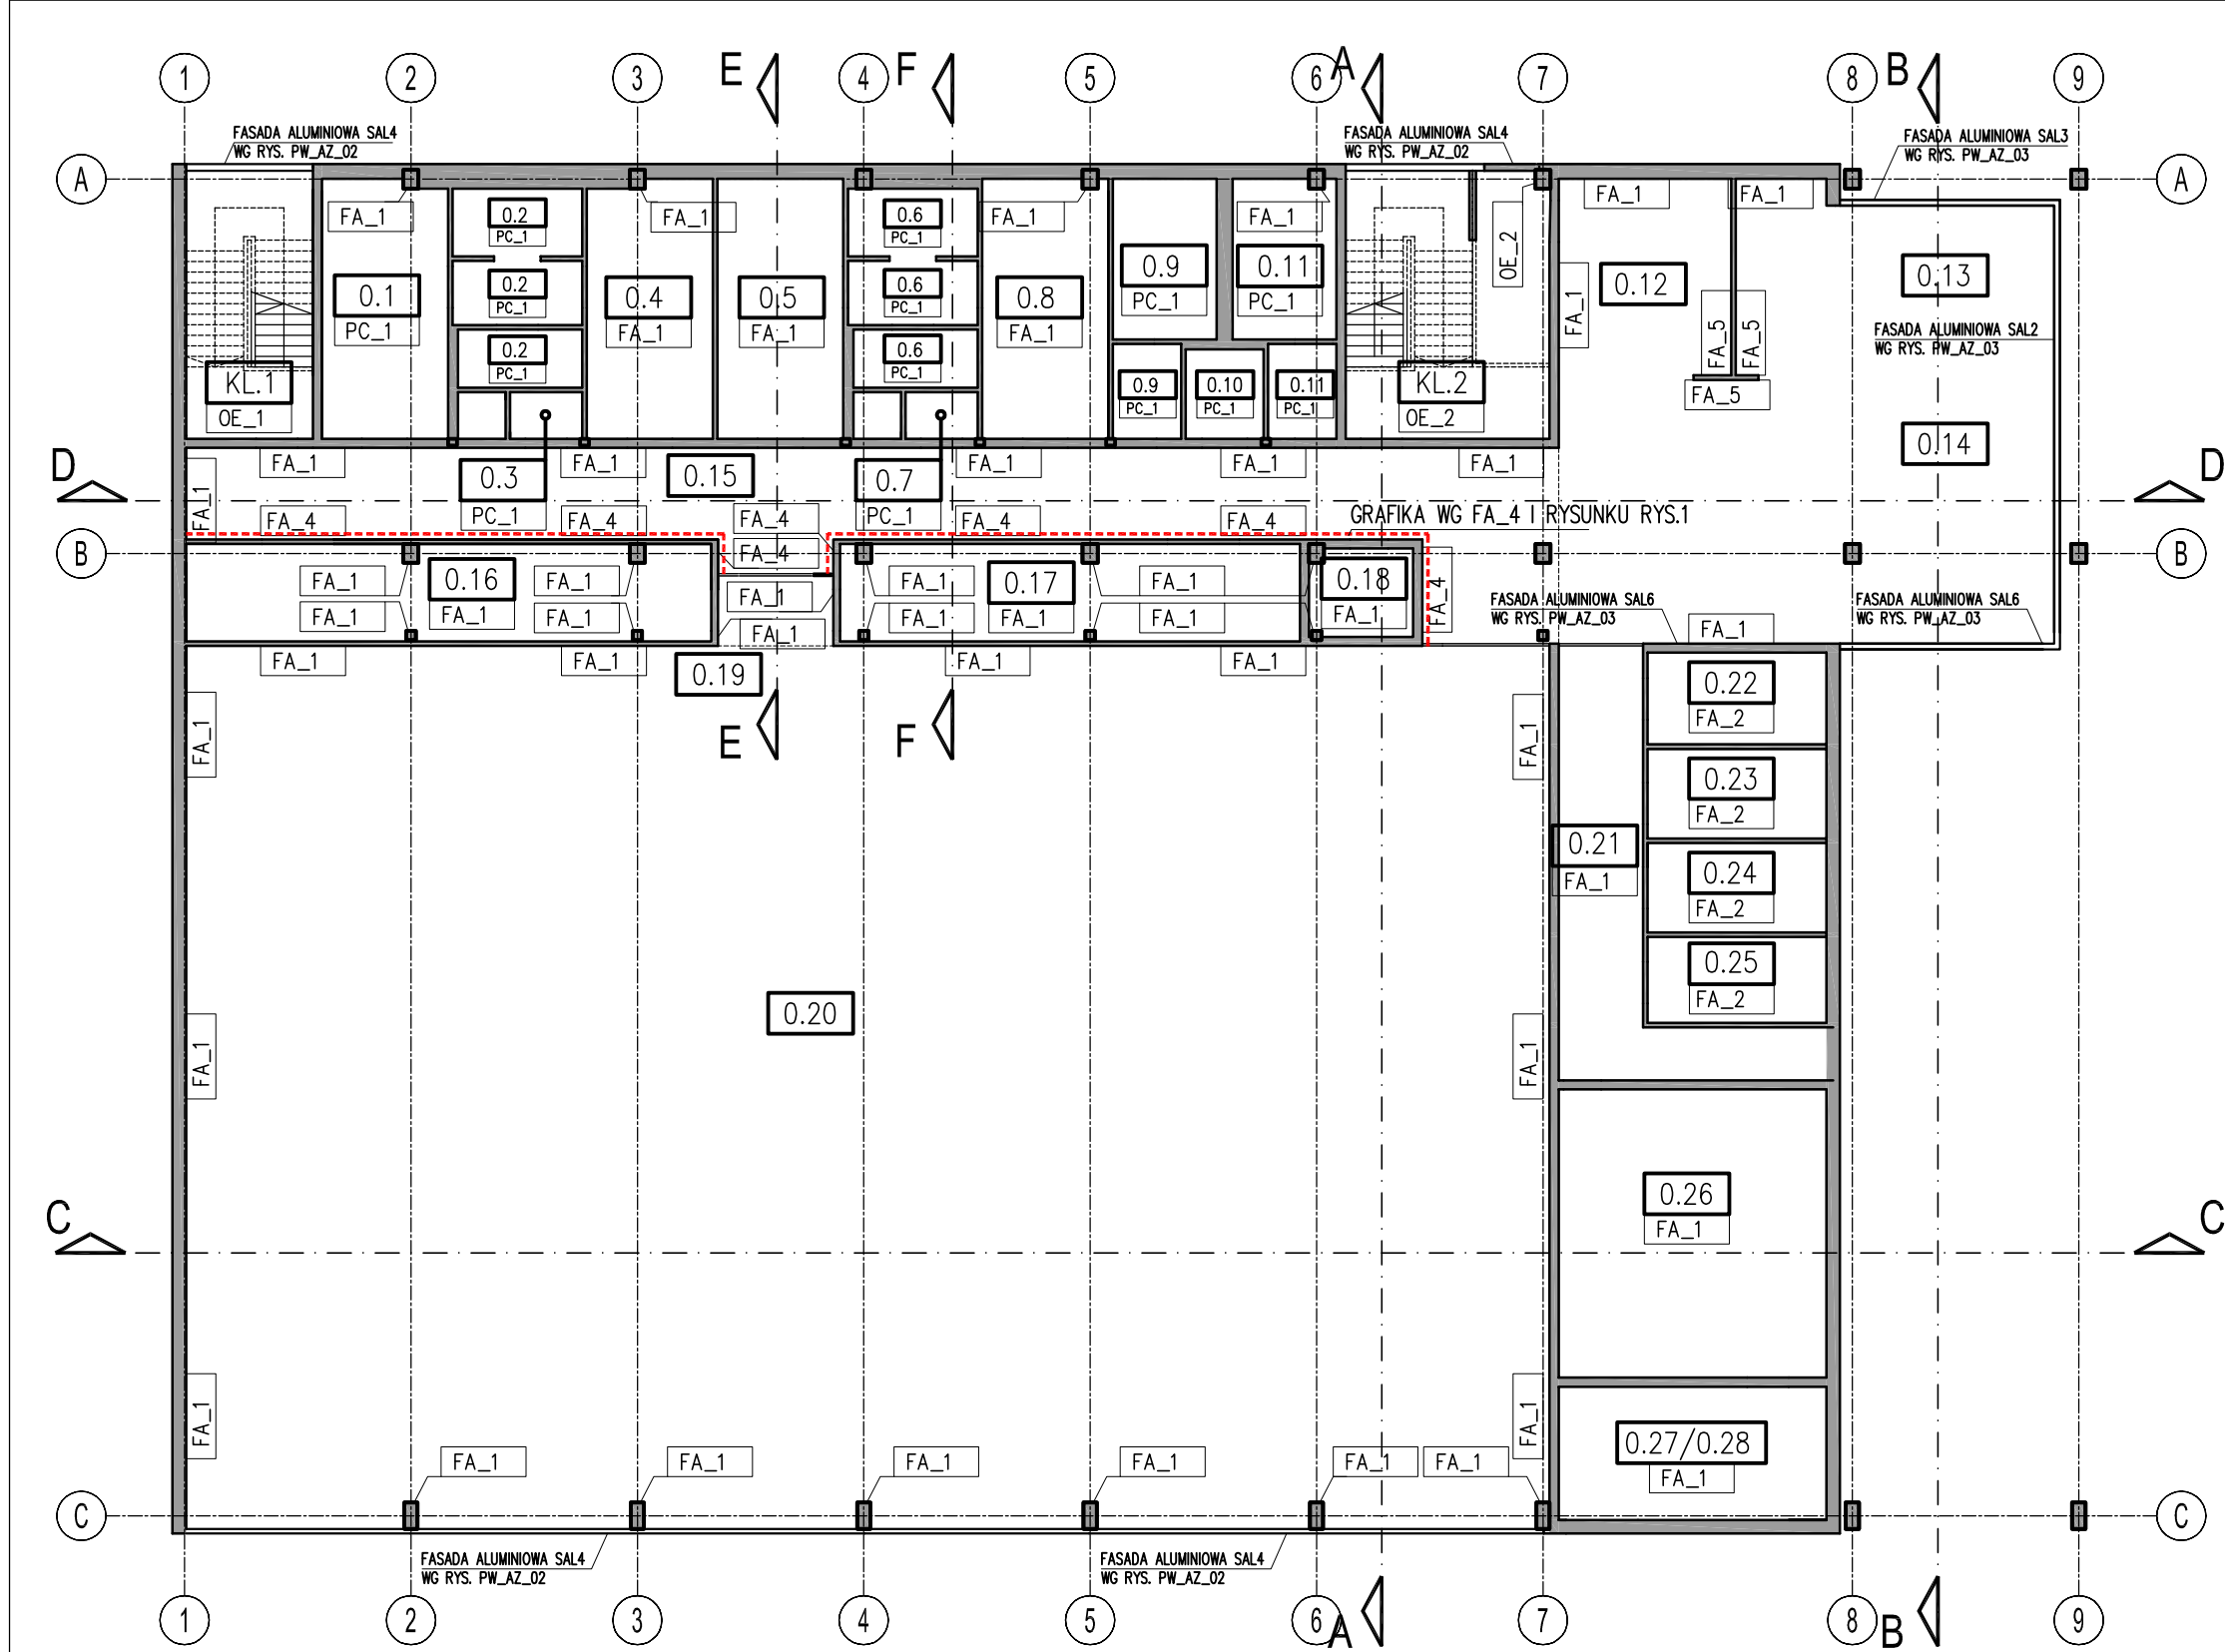 1 2 3 E 4 F 5 6 A 7 8 B 9
FASADA ALUMINIOWA SAL4
WG RYS. PW_AZ_02
FASADA ALUMINIOWA SAL4
WG RYS. PW_AZ_02
FASADA ALUMINIOWA SAL3
WG RYS. PW_AZ_03
A A
FA_1 FA_1 FA_1 FA_1 FA_1 FA_1
0.2
PC_1
0.6
PC_1
OE_2
0.9
PC_1
0.11
PC_1
0.12
FA_1
0.13
0.1
PC_1
0.2
PC_1
0.4
FA_1
0.5
FA_1
0.6
PC_1
0.8
FA_1
FA_5
FA_5
FASADA ALUMINIOWA SAL2
WG RYS. PW_AZ_03
0.2
PC_1
0.6
PC_1
KL.1
OE_1
0.9
PC_1
0.10
PC_1
0.11
PC_1
KL.2
OE_2
FA_5
0.14
D D
FA_1 FA_1 FA_1 FA_1 FA_1
0.3
PC_1
0.15
0.7
PC_1
FA_1
FA_4 FA_4 FA_4 FA_4 FA_4
GRAFIKA WG FA_4 I RYSUNKU RYS.1
B B
FA_4
FA_1 FA_1 FA_1 FA_1
0.16
FA_1
0.17
FA_1
0.18
FA_1
FA_4
FA_1 FA_1 FA_1 FA_1
FA_1
FA_1
FASADA ALUMINIOWA SAL6
WG RYS. PW_AZ_03
FASADA ALUMINIOWA SAL6
WG RYS. PW_AZ_03
FA_1
FA_1 FA_1 FA_1 FA_1
0.19
0.22
FA_2
FA_1
E F
FA_1
0.23
FA_2
0.21
FA_1
0.24
FA_2
0.25
FA_2
0.20
FA_1
FA_1
0.26
FA_1
C C
FA_1
FA_1
0.27/0.28
FA_1
FA_1 FA_1 FA_1 FA_1 FA_1 FA_1
C C
FASADA ALUMINIOWA SAL4
WG RYS. PW_AZ_02
FASADA ALUMINIOWA SAL4
WG RYS. PW_AZ_02
1 2 3 4 5 6 A 7 8 B 9